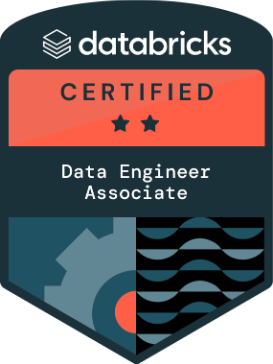 databricks
CERTIFIED
Data Engineer
Associate